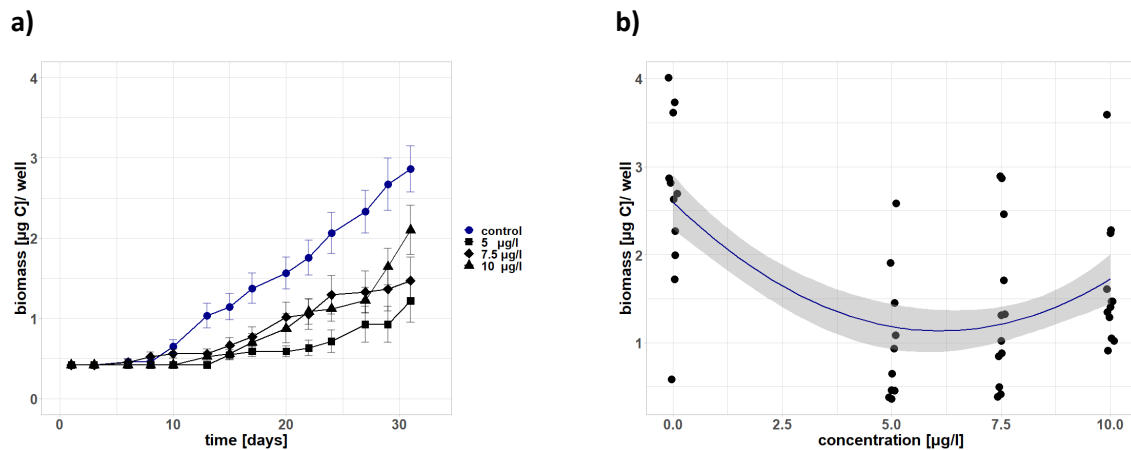 a)
biomass [µg C]/ well
4
3
2
1
0
0
10
20
30
time [days]
control
5 µg/l
7.5 µg/l
10 µg/l
b)
biomass [µg C]/ well
4
3
2
1
0.0
2.5
5.0
7.5
10.0
concentration [µg/l]